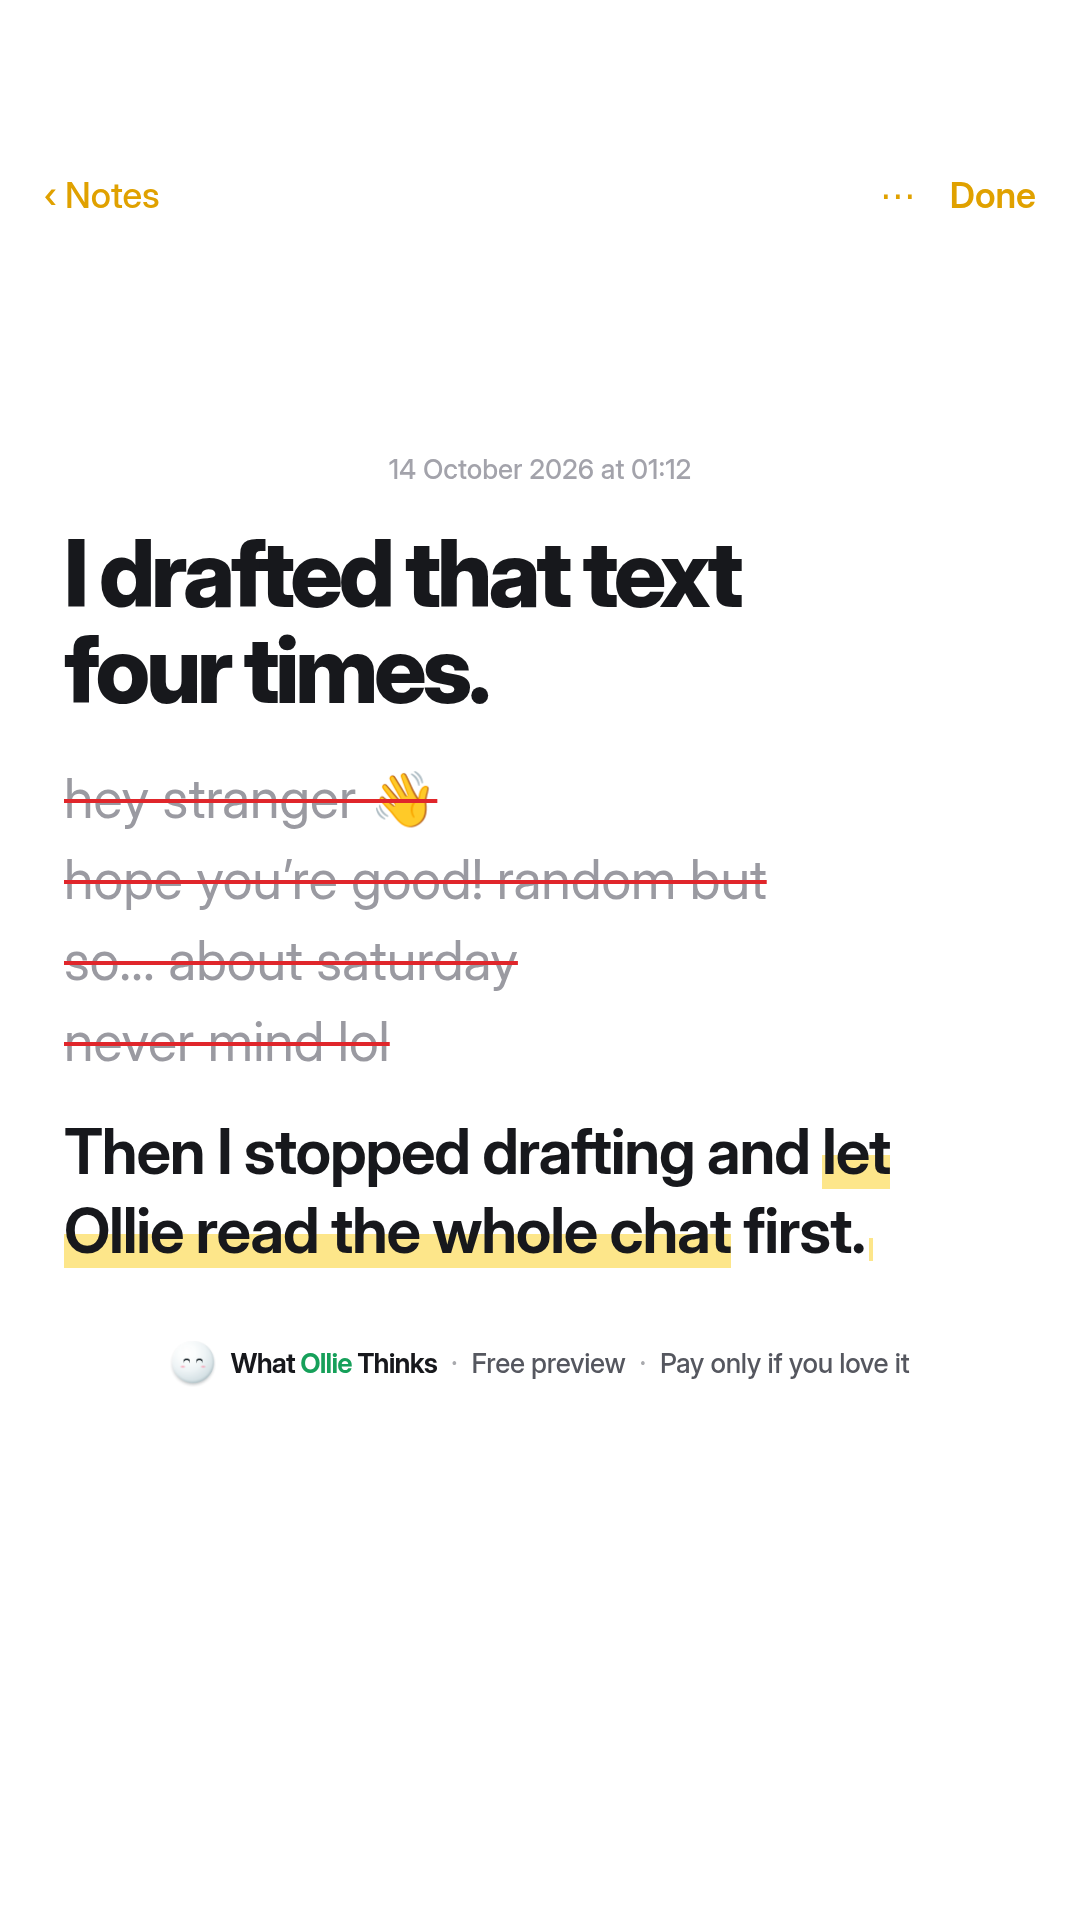 ‹ Notes ··· Done
14 October 2026 at 01:12
I drafted that text
four times.
hey stranger 👋
hope you’re good! random but
so... about saturday
never mind lol
Then I stopped drafting and let
Ollie read the whole chat first.
What Ollie Thinks · Free preview · Pay only if you love it